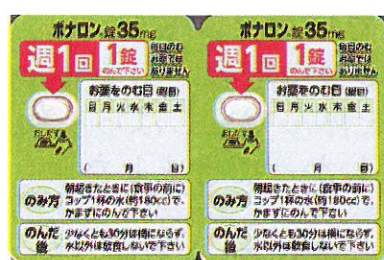 ボナロン錠35mg
週1回 1錠 のんで下さい
毎日のむ
お薬では
ありません
お薬をのむ日(曜日)
日 月 火 水 木 金 土
( 月 日)
のみ方
朝起きたときに(食事の前に)
コップ1杯の水(約180cc)で、
かまずにのんで下さい
のんだ後
少なくとも30分は横にならず、
水以外は飲食しないで下さい
ボナロン錠35mg
週1回 1錠 のんで下さい
毎日のむ
お薬では
ありません
お薬をのむ日(曜日)
日 月 火 水 木 金 土
( 月 日)
のみ方
朝起きたときに(食事の前に)
コップ1杯の水(約180cc)で、
かまずにのんで下さい
のんだ後
少なくとも30分は横にならず、
水以外は飲食しないで下さい